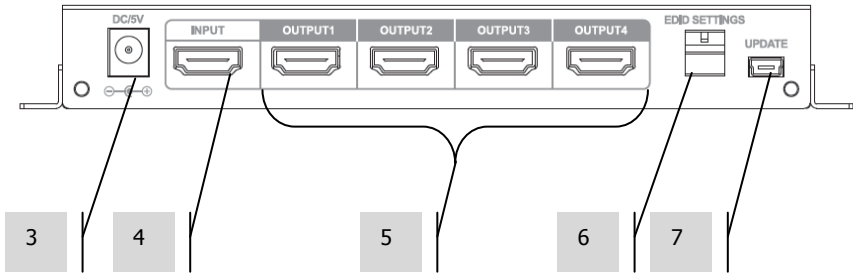 DC/5V
INPUT
OUTPUT1
OUTPUT2
OUTPUT3
OUTPUT4
EDID SETTINGS
UPDATE
3
4
5
6
7